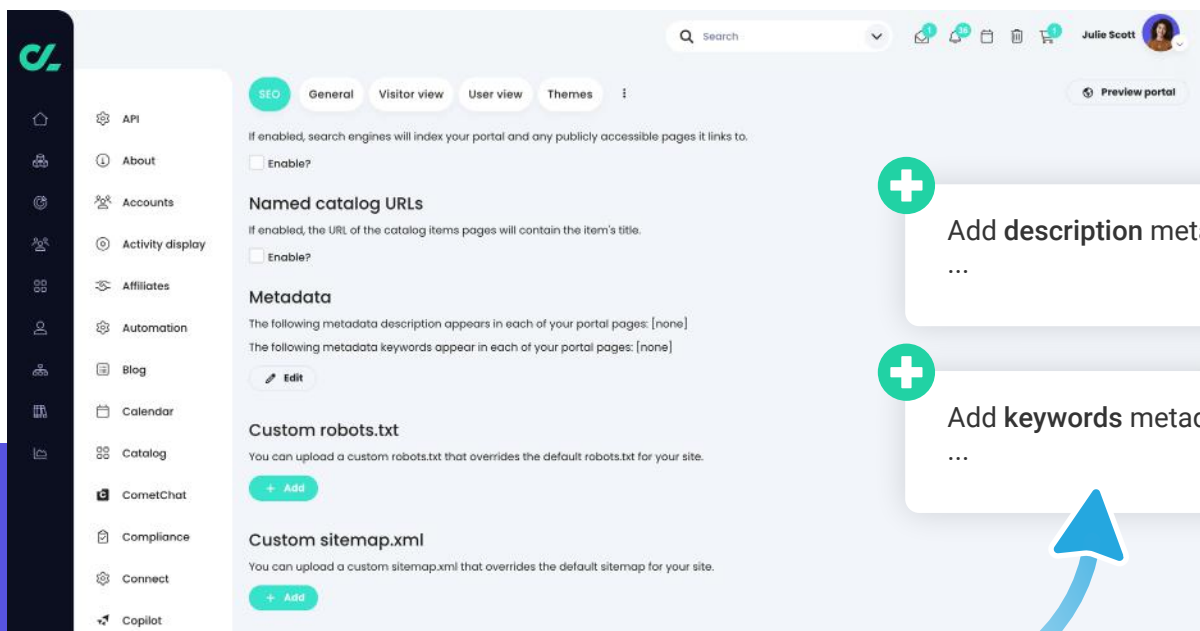 Search
1
36
1
Julie Scott
SEO
General
Visitor view
User view
Themes
Preview portal
API
About
Accounts
Activity display
Affiliates
Automation
Blog
Calendar
Catalog
CometChat
Compliance
Connect
Copilot
If enabled, search engines will index your portal and any publicly accessible pages it links to.
Enable?
Named catalog URLs
If enabled, the URL of the catalog items pages will contain the item's title.
Enable?
Metadata
The following metadata description appears in each of your portal pages: [none]
The following metadata keywords appear in each of your portal pages: [none]
Edit
Custom robots.txt
You can upload a custom robots.txt that overrides the default robots.txt for your site.
+ Add
Custom sitemap.xml
You can upload a custom sitemap.xml that overrides the default sitemap for your site.
+ Add
Add description meta
...
Add keywords metad
...